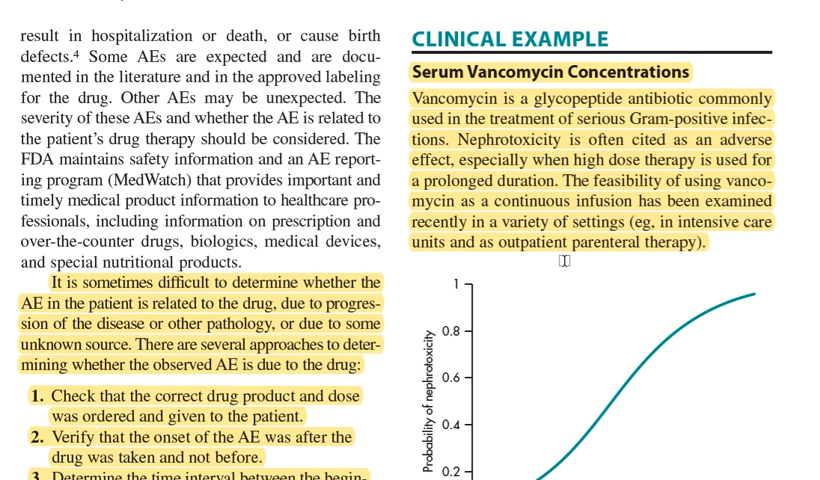 result in hospitalization or death, or cause birth
defects.⁴ Some AEs are expected and are docu-
mented in the literature and in the approved labeling
for the drug. Other AEs may be unexpected. The
severity of these AEs and whether the AE is related to
the patient's drug therapy should be considered. The
FDA maintains safety information and an AE report-
ing program (MedWatch) that provides important and
timely medical product information to healthcare pro-
fessionals, including information on prescription and
over-the-counter drugs, biologics, medical devices,
and special nutritional products.
It is sometimes difficult to determine whether the
AE in the patient is related to the drug, due to progres-
sion of the disease or other pathology, or due to some
unknown source. There are several approaches to deter-
mining whether the observed AE is due to the drug:
1. Check that the correct drug product and dose
was ordered and given to the patient.
2. Verify that the onset of the AE was after the
drug was taken and not before.
3. Determine the time interval between the begin-
CLINICAL EXAMPLE
Serum Vancomycin Concentrations
Vancomycin is a glycopeptide antibiotic commonly
used in the treatment of serious Gram-positive infec-
tions. Nephrotoxicity is often cited as an adverse
effect, especially when high dose therapy is used for
a prolonged duration. The feasibility of using vanco-
mycin as a continuous infusion has been examined
recently in a variety of settings (eg, in intensive care
units and as outpatient parenteral therapy).
Probability of nephrotoxicity
1
0.8
0.6
0.4
0.2